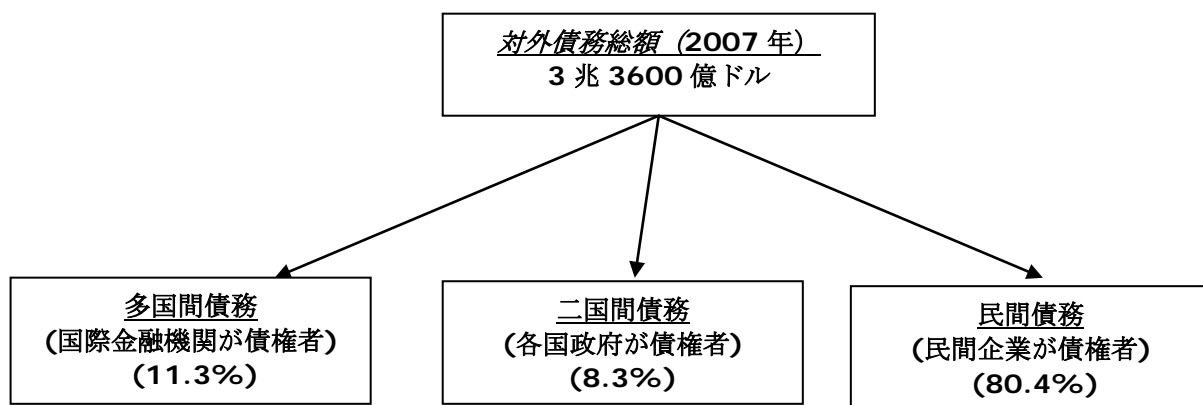 対外債務総額（2007 年）
3 兆 3600 億ドル
多国間債務
(国際金融機関が債権者)
(11.3%)
二国間債務
(各国政府が債権者)
(8.3%)
民間債務
(民間企業が債権者)
(80.4%)